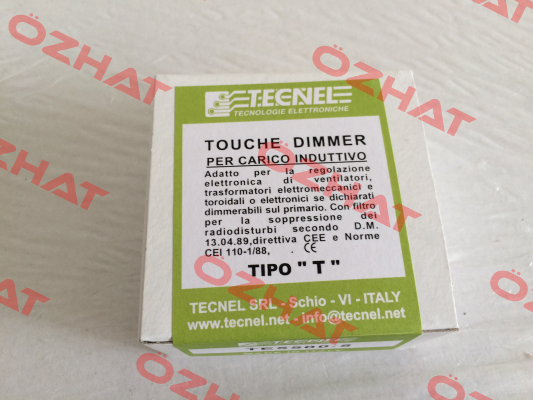 TECNEL
TECNOLOGIE ELETTRONICHE
TOUCHE DIMMER
PER CARICO INDUTTIVO
Adatto per la regolazione
elettronica di ventilatori,
trasformatori elettromeccanici e
toroidali o elettronici se dichiarati
dimmerabili sul primario. Con filtro
per la soppressione dei
radiodisturbi secondo D.M.
13.04.89,direttiva CEE e Norme
CEI 110-1/88, . CE
TIPO " T "
TECNEL SRL - Schio - VI - ITALY
www.tecnel.net - info@tecnel.net
ÖZHAT
ÖZHAT
ÖZHAT
ÖZHAT
ÖZHAT
ÖZHAT
ÖZHAT